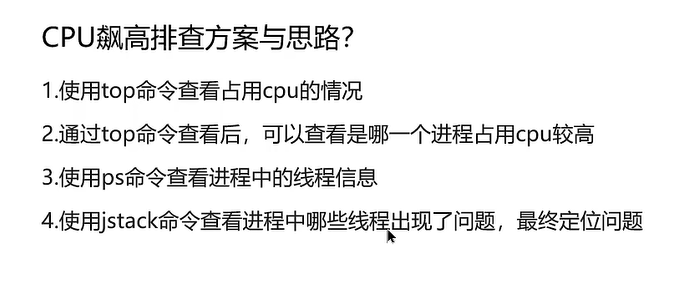 CPU飙高排查方案与思路？
1.使用top命令查看占用cpu的情况
2.通过top命令查看后，可以查看是哪一个进程占用cpu较高
3.使用ps命令查看进程中的线程信息
4.使用jstack命令查看进程中哪些线程出现了问题，最终定位问题